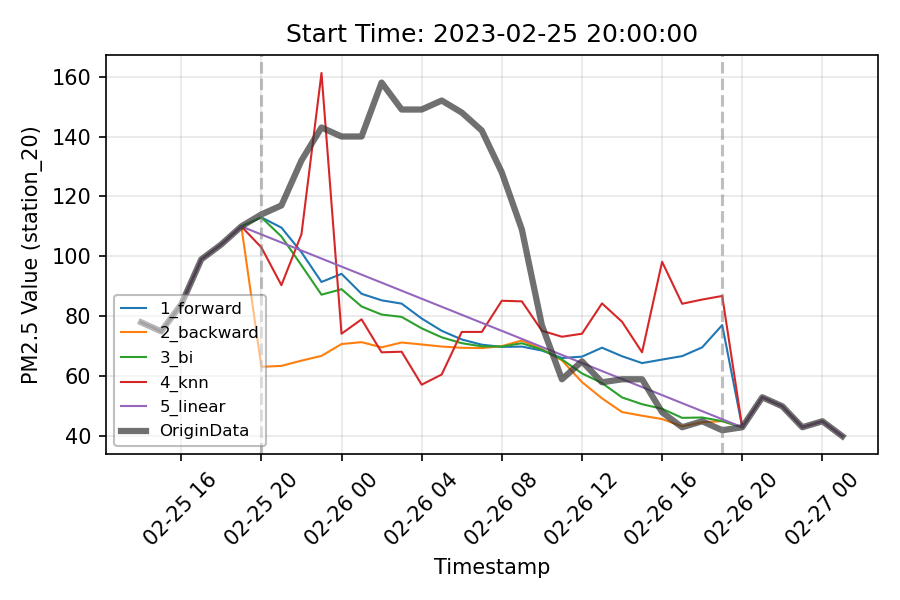 Start Time: 2023-02-25 20:00:00
PM2.5 Value (station_20)
160
140
120
100
80
60
40
1_forward
2_backward
3_bi
4_knn
5_linear
OriginData
02-25 16
02-25 20
02-26 00
02-26 04
02-26 08
02-26 12
02-26 16
02-26 20
02-27 00
Timestamp